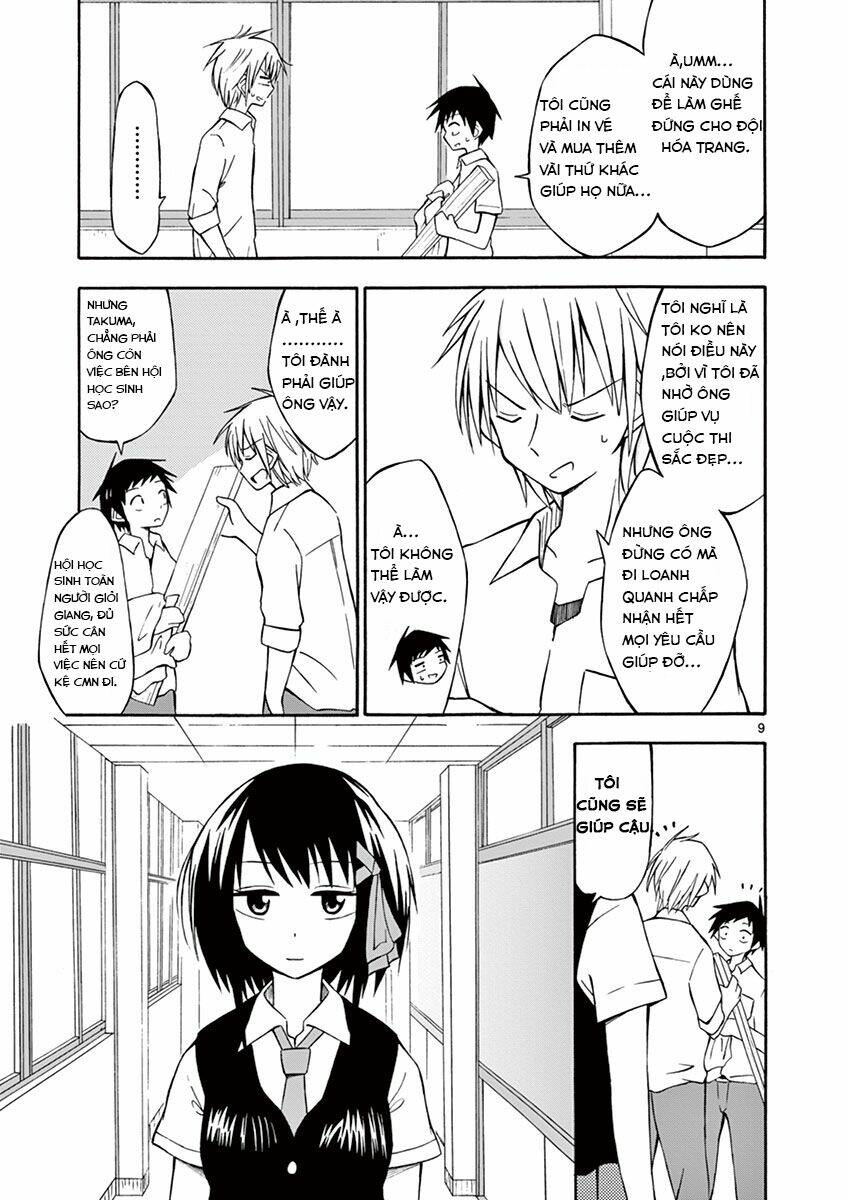 À,UMM...
CÁI NÀY DÙNG
ĐỂ LÀM GHẾ
ĐỨNG CHO ĐỘI
HÓA TRANG.
TÔI CŨNG
PHẢI IN VÉ
VÀ MUA THÊM
VÀI THỨ KHÁC
GIÚP HỌ NỮA...
.........
TÔI NGHĨ LÀ
TÔI KO NÊN
NÓI ĐIỀU NÀY
,BỞI VÌ TÔI ĐÃ
NHỜ ÔNG
GIÚP VỤ
CUỘC THI
SẮC ĐẸP...
NHƯNG ÔNG
ĐỪNG CÓ MÀ
ĐI LOANH
QUANH CHẤP
NHẬN HẾT
MỌI YÊU CẦU
GIÚP ĐỠ...
À...
TÔI KHÔNG
THỂ LÀM
VẬY ĐƯỢC.
À ,THẾ À
...........
TÔI ĐÀNH
PHẢI GIÚP
ÔNG VẬY.
NHƯNG
TAKUMA,
CHẲNG PHẢI
ÔNG CÒN
VIỆC BÊN HỘI
HỌC SINH
SAO?
HỘI HỌC
SINH TOÀN
NGƯỜI GIỎI
GIANG, ĐỦ
SỨC CÂN
HẾT MỌI
VIỆC NÊN CỨ
KỆ CMN ĐI.
9
TÔI
CŨNG SẼ
GIÚP CẬU.